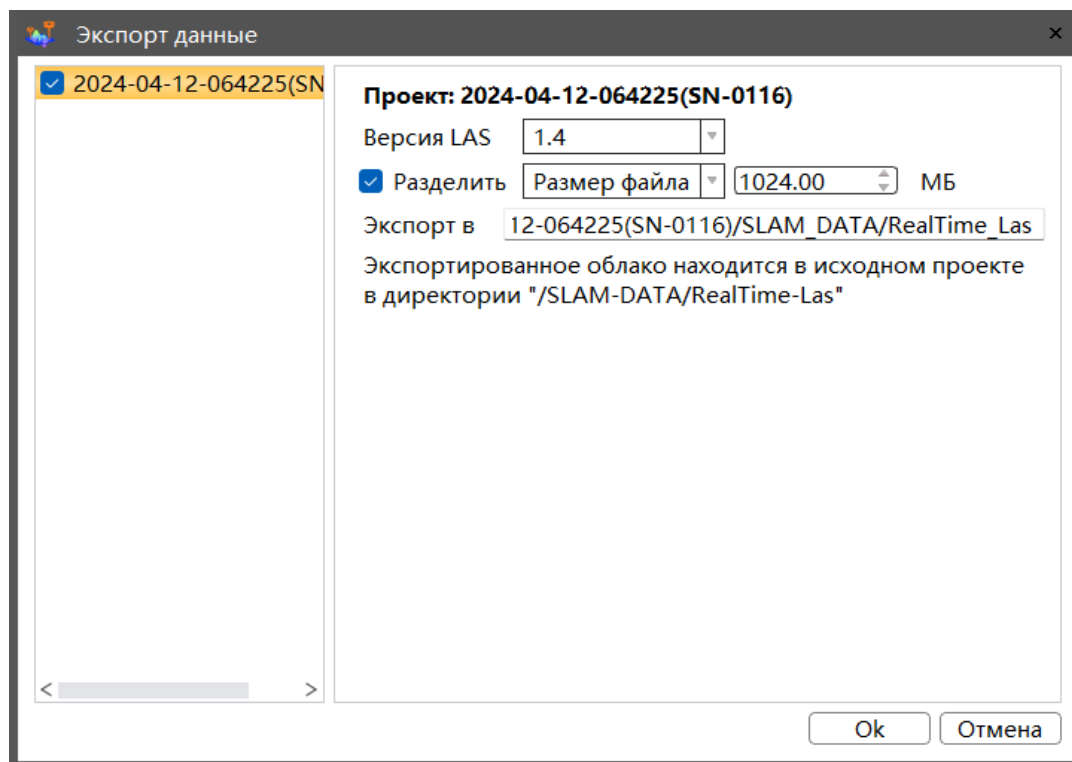 Экспорт данные
2024-04-12-064225(SN
Проект: 2024-04-12-064225(SN-0116)
Версия LAS 1.4
Разделить Размер файла 1024.00 МБ
Экспорт в 12-064225(SN-0116)/SLAM_DATA/RealTime_Las
Экспортированное облако находится в исходном проекте
в директории "/SLAM-DATA/RealTime-Las"
Ok Отмена